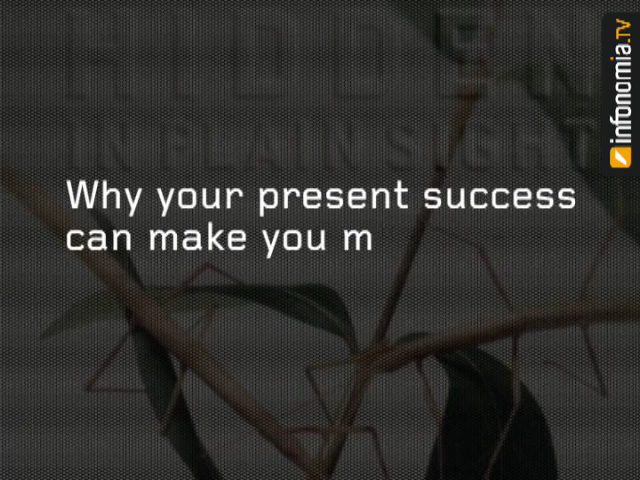 HIDDEN
IN PLAIN SIGHT
Why your present success
can make you m
infonomia.TV